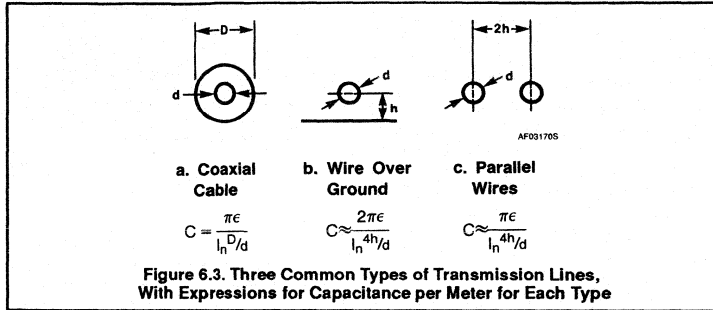 D
2h
d
d
d
h
AF03170S
a. Coaxial Cable
b. Wire Over Ground
c. Parallel Wires
C = πϵ / lₙ ᴰ/d
C ≈ 2πϵ / lₙ ⁴ʰ/d
C ≈ πϵ / lₙ ⁴ʰ/d
Figure 6.3. Three Common Types of Transmission Lines,
With Expressions for Capacitance per Meter for Each Type